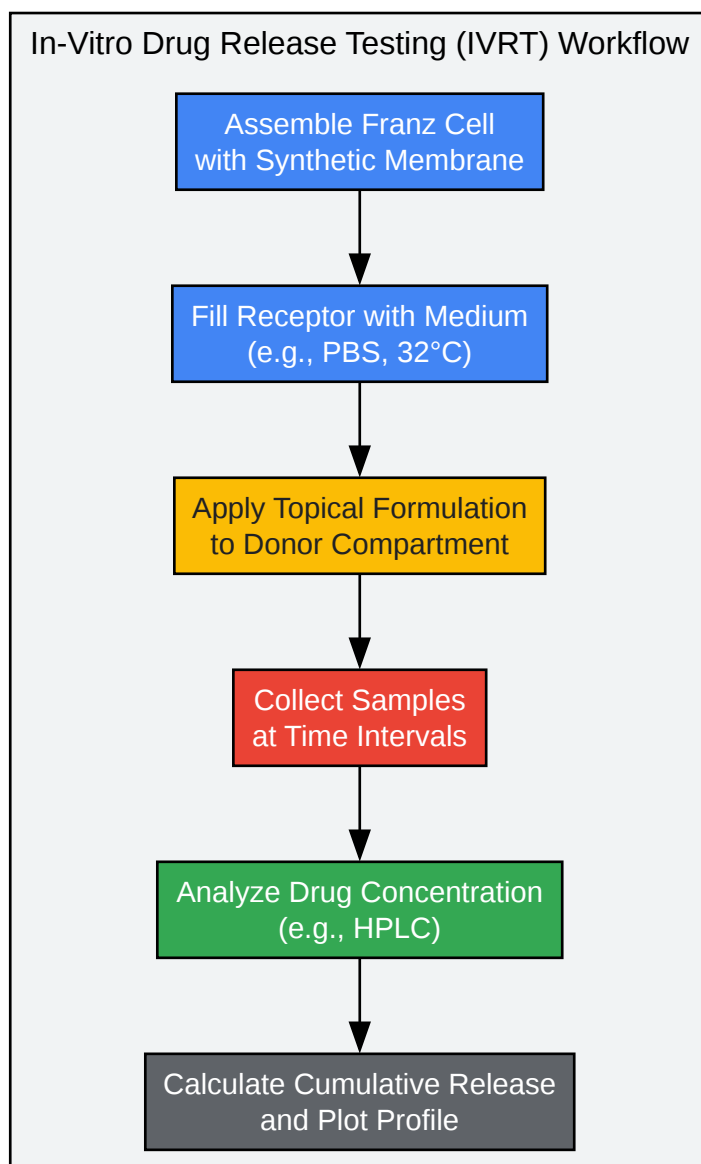 In-Vitro Drug Release Testing (IVRT) Workflow
Assemble Franz Cell
with Synthetic Membrane
Fill Receptor with Medium
(e.g., PBS, 32°C)
Apply Topical Formulation
to Donor Compartment
Collect Samples
at Time Intervals
Analyze Drug Concentration
(e.g., HPLC)
Calculate Cumulative Release
and Plot Profile